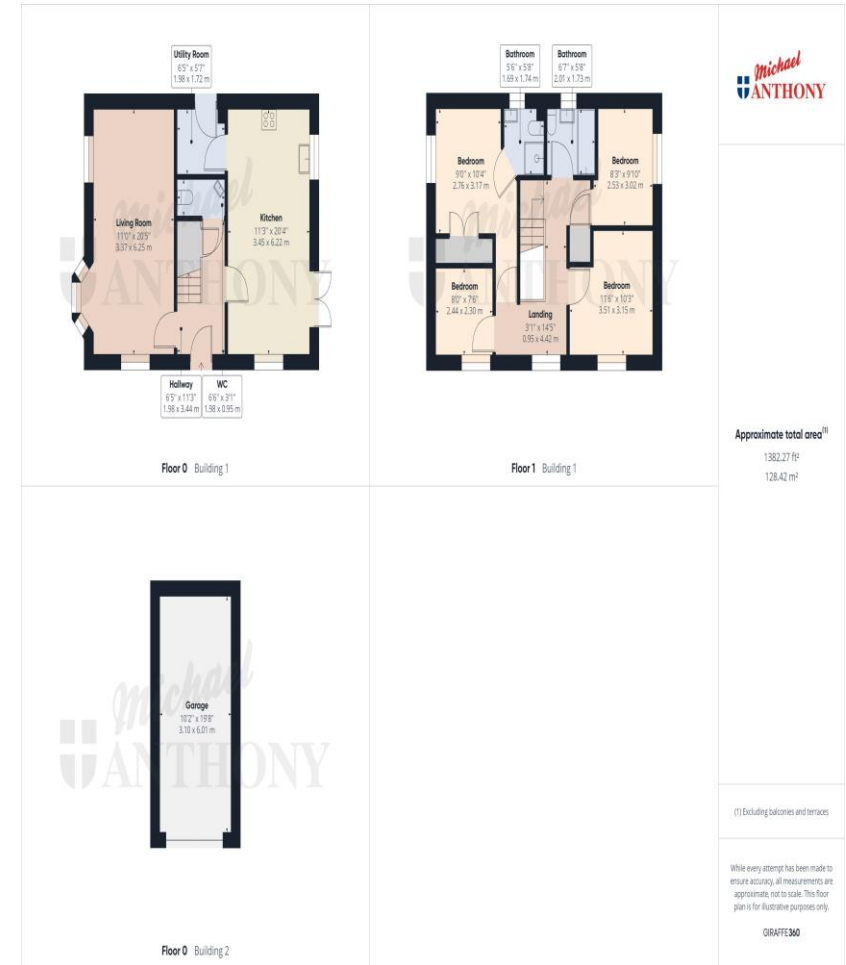 Utility Room
6'5" x 5'7"
1.98 x 1.72 m
Living Room
11'0" x 20'5"
3.37 x 6.25 m
Kitchen
11'3" x 20'4"
3.45 x 6.22 m
Hallway
6'5" x 11'3"
1.98 x 3.44 m
WC
6'6" x 3'1"
1.98 x 0.95 m
Michael
ANTHONY
Floor 0 Building 1
Bathroom
5'6" x 5'8"
1.69 x 1.74 m
Bathroom
6'7" x 5'8"
2.01 x 1.73 m
Bedroom
9'0" x 10'4"
2.76 x 3.17 m
Bedroom
8'3" x 9'10"
2.53 x 3.02 m
Bedroom
8'0" x 7'6"
2.44 x 2.30 m
Bedroom
11'6" x 10'3"
3.51 x 3.15 m
Landing
3'1" x 14'5"
0.95 x 4.42 m
Michael
ANTHONY
Floor 1 Building 1
Garage
10'2" x 19'8"
3.10 x 6.01 m
Michael
ANTHONY
Floor 0 Building 2
Michael
ANTHONY
Approximate total area(1)
1382.27 ft²
128.42 m²
(1) Excluding balconies and terraces
While every attempt has been made to
ensure accuracy, all measurements are
approximate, not to scale. This floor
plan is for illustrative purposes only.
GIRAFFE360